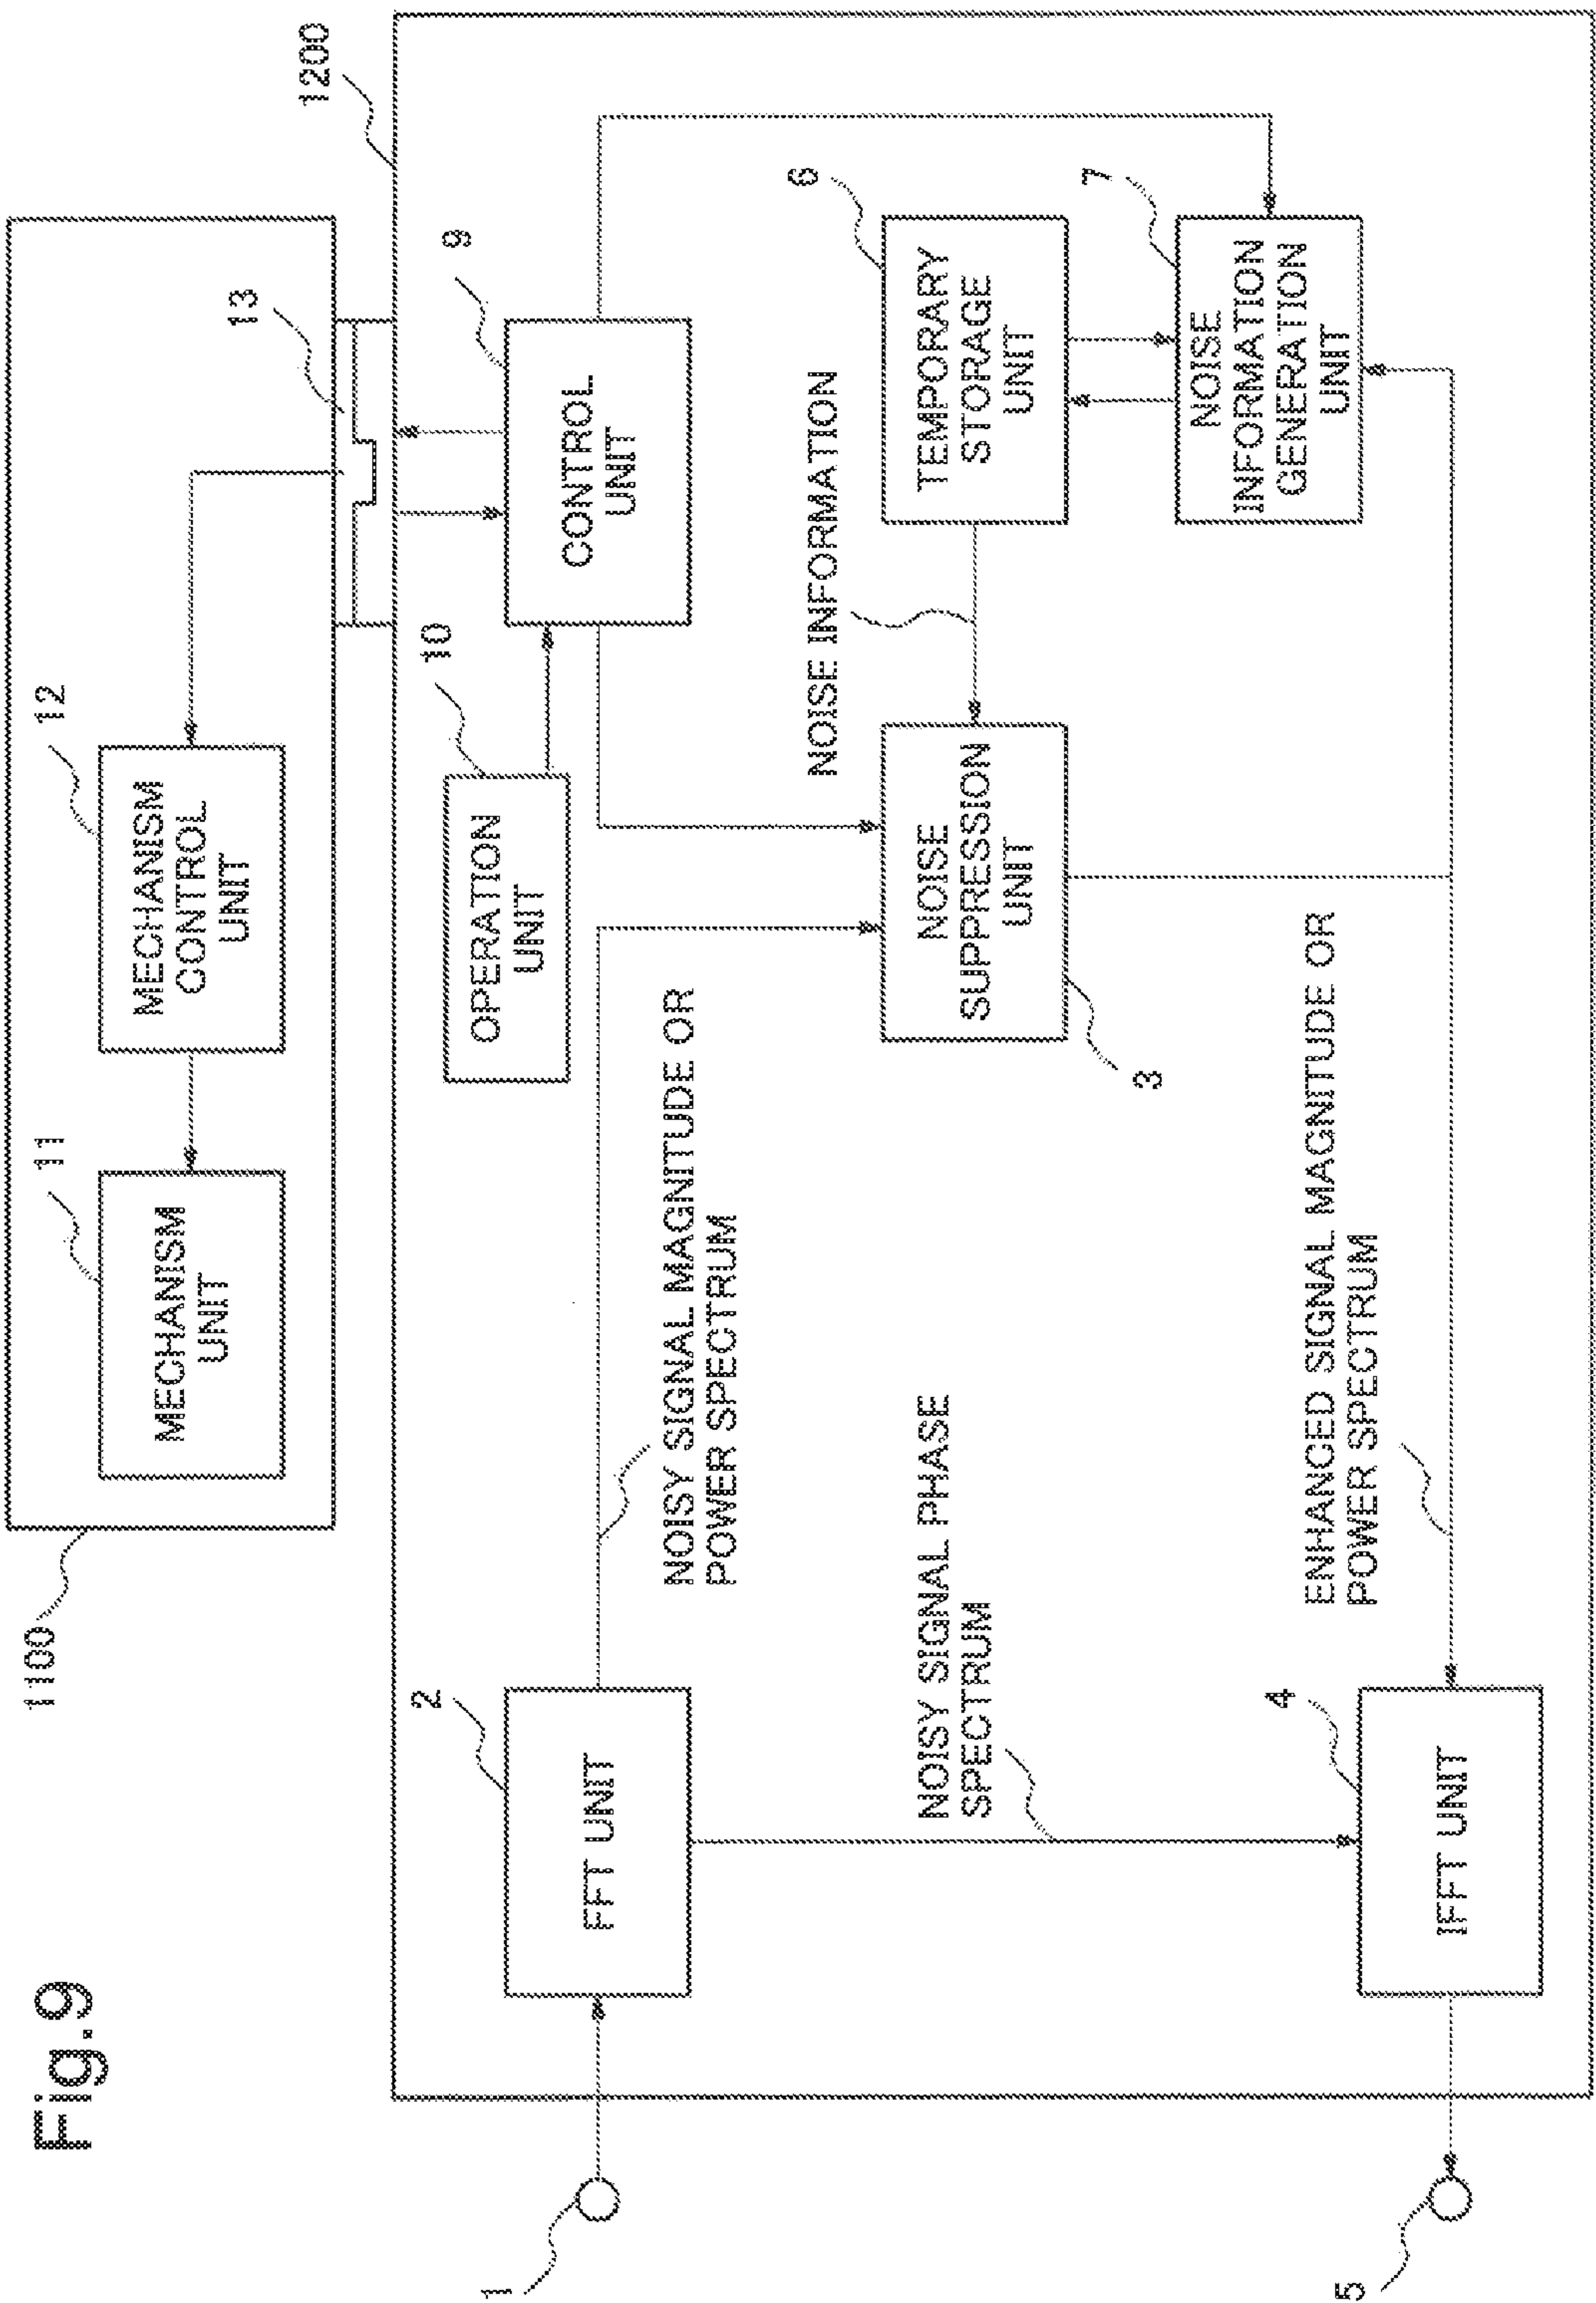 Fig.9
1100
11
MECHANISM
UNIT
12
MECHANISM
CONTROL
UNIT
13
1200
10
OPERATION
UNIT
9
CONTROL
UNIT
1
2
FFT UNIT
NOISY SIGNAL MAGNITUDE OR
POWER SPECTRUM
NOISY SIGNAL PHASE
SPECTRUM
3
NOISE
SUPPRESSION
UNIT
NOISE INFORMATION
6
TEMPORARY
STORAGE
UNIT
7
NOISE
INFORMATION
GENERATION
UNIT
ENHANCED SIGNAL MAGNITUDE OR
POWER SPECTRUM
4
IFFT UNIT
5